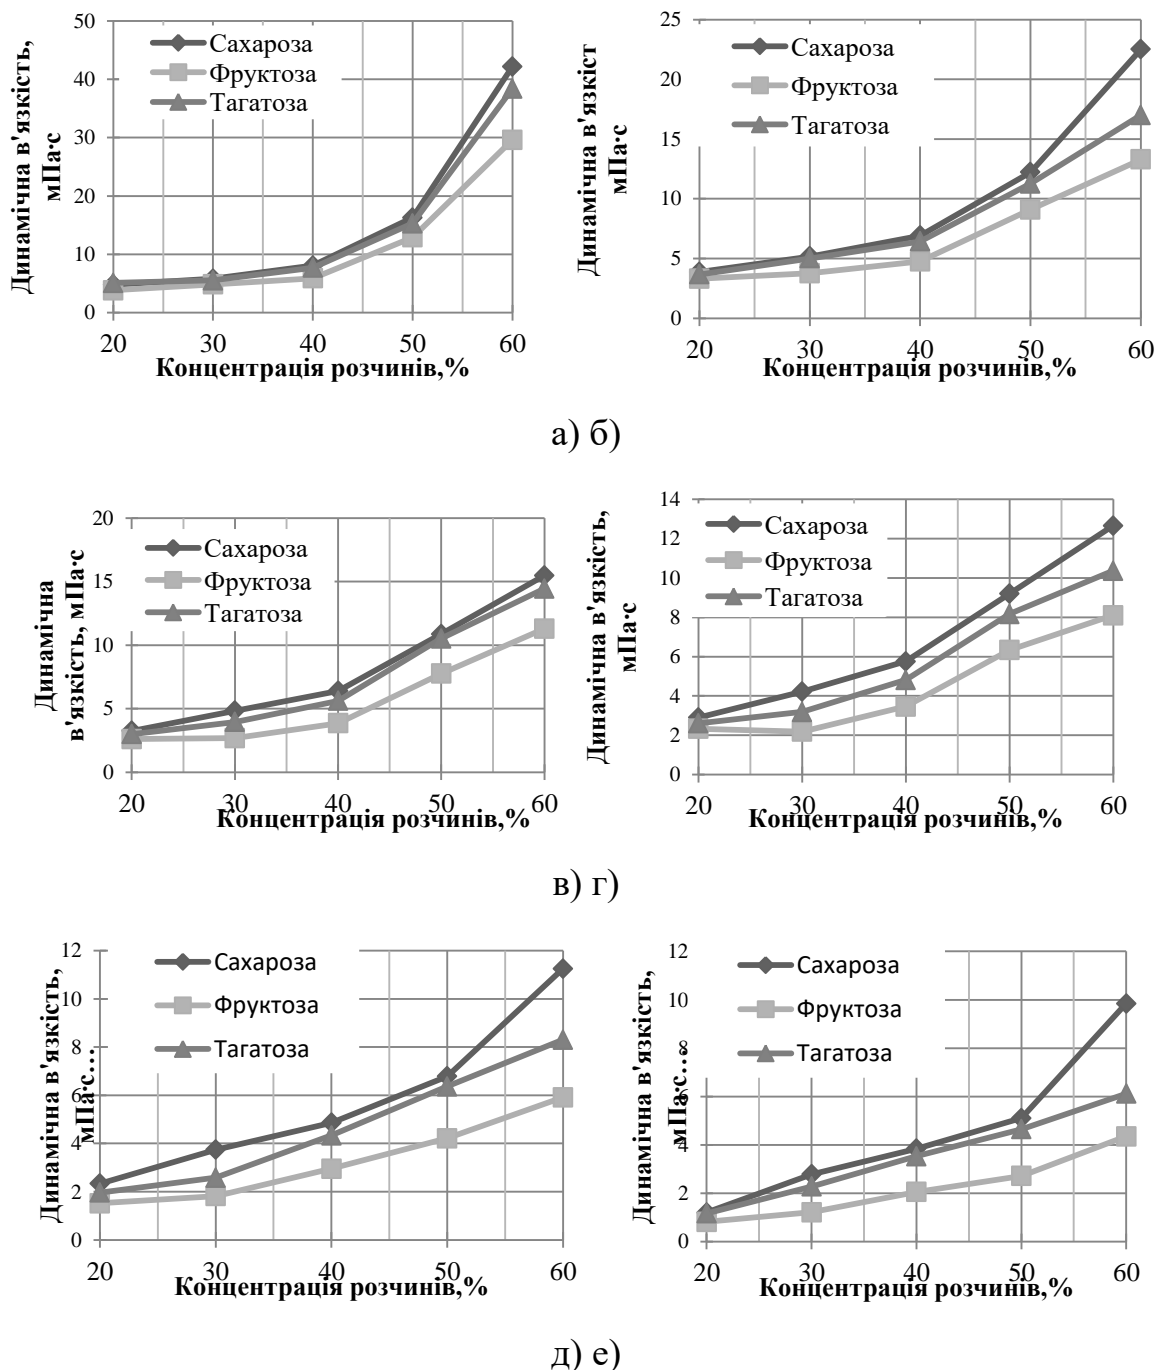 Динамічна в'язкість,
мПа·с
50
40
30
20
10
0
Сахароза
Фруктоза
Тагатоза
20 30 40 50 60
Концентрація розчинів,%
Динамічна в'язкіст
мПа·с
25
20
15
10
5
0
Сахароза
Фруктоза
Тагатоза
20 30 40 50 60
Концентрація розчинів,%
а) б)
Динамічна
в'язкість, мПа·с
20
15
10
5
0
Сахароза
Фруктоза
Тагатоза
20 30 40 50 60
Концентрація розчинів,%
Динамічна в'язкість,
мПа·с
14
12
10
8
6
4
2
0
Сахароза
Фруктоза
Тагатоза
20 30 40 50 60
Концентрація розчинів,%
в) г)
Динамічна в'язкість,
мПа·с…
12
10
8
6
4
2
0
Сахароза
Фруктоза
Тагатоза
20 30 40 50 60
Концентрація розчинів,%
Динамічна в'язкість,
мПа·с…
12
10
8
6
4
2
0
Сахароза
Фруктоза
Тагатоза
20 30 40 50 60
Концентрація розчинів,%
д) е)